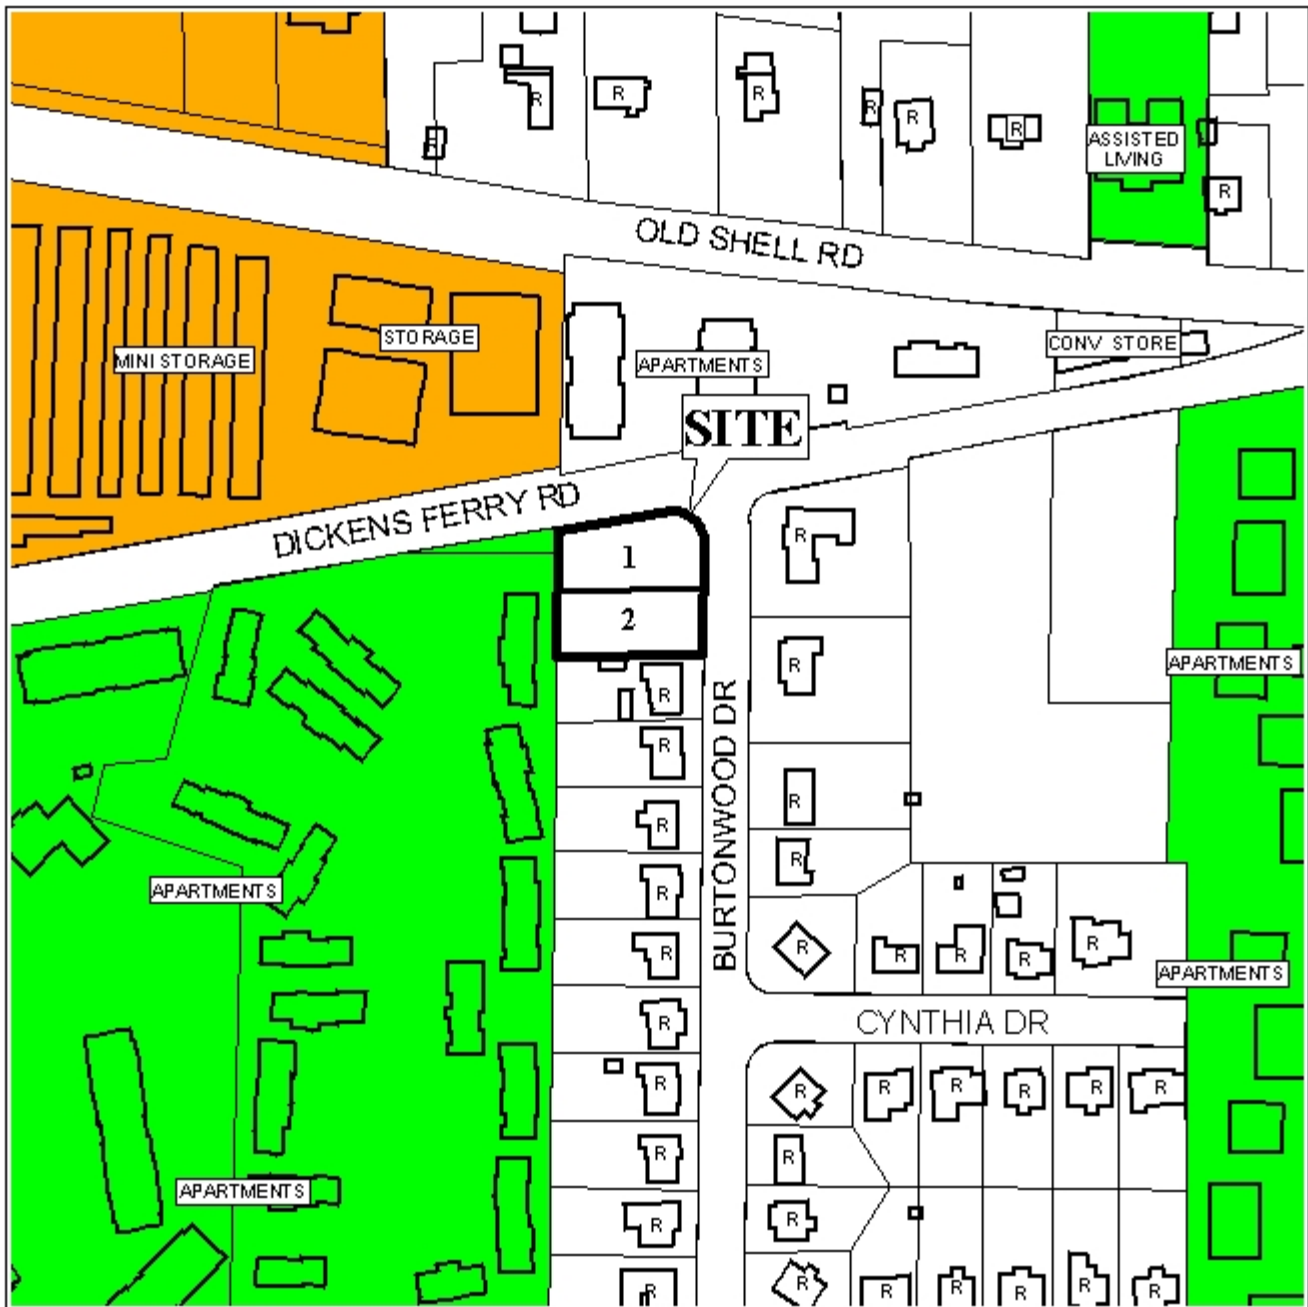 R
R
R
R
R
R
R
ASSISTED
LIVING
R
OLD SHELL RD
STORAGE
MINI STORAGE
APARTMENTS
CONV STORE
SITE
DICKENS FERRY RD
1
2
R
R
APARTMENTS
R
R
BURTONWOOD DR
R
R
R
R
APARTMENTS
R
R
R
R
R
R
R
APARTMENTS
R
CYNTHIA DR
R
R
R
R
R
R
R
R
R
APARTMENTS
R
R
R
R
R
R
R
R
R